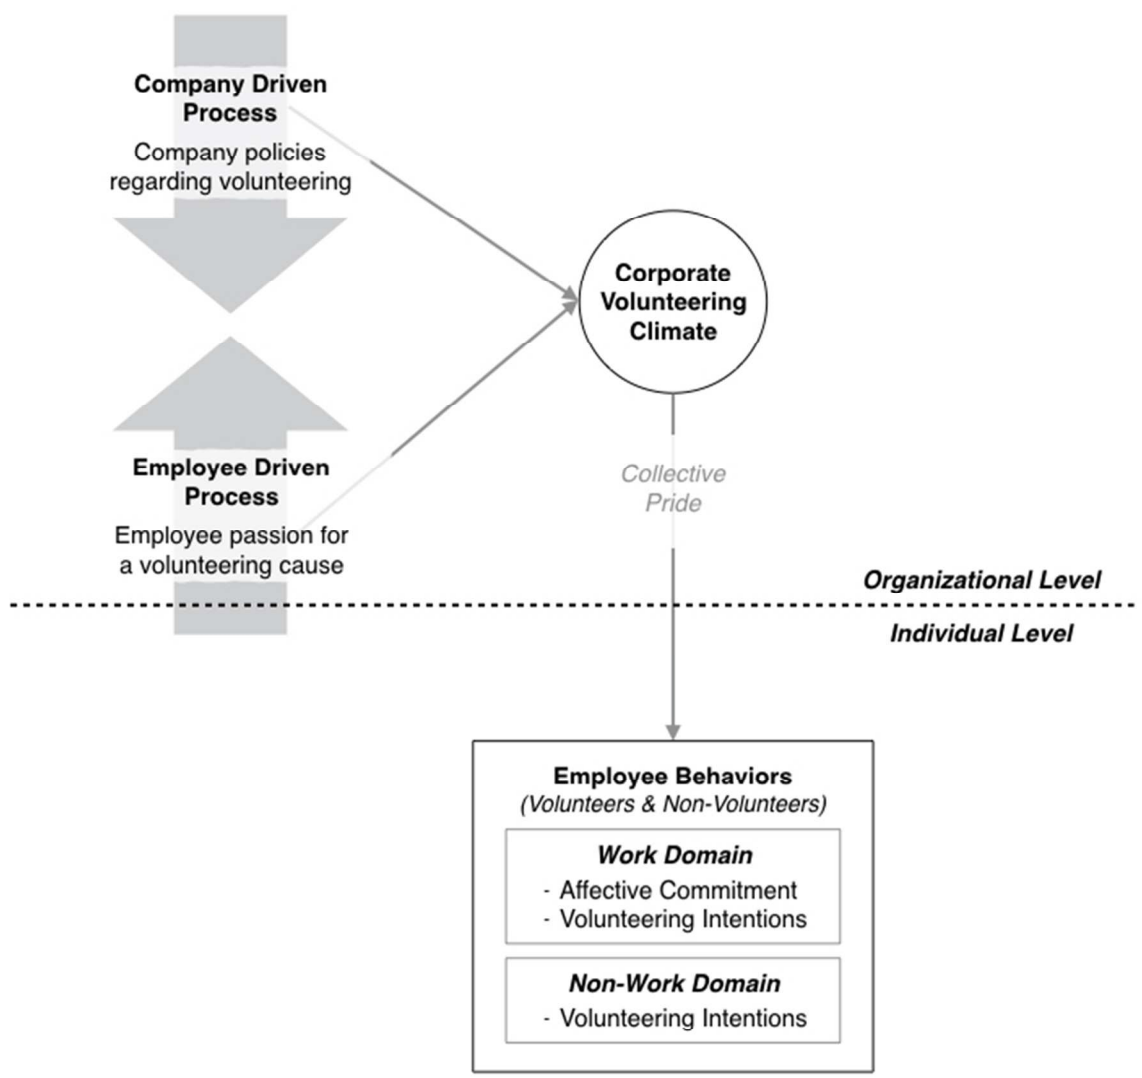 Company Driven
Process
Company policies
regarding volunteering
Corporate
Volunteering
Climate
Employee Driven
Process
Employee passion for
a volunteering cause
Collective
Pride
Organizational Level
Individual Level
Employee Behaviors
(Volunteers & Non-Volunteers)
Work Domain
- Affective Commitment
- Volunteering Intentions
Non-Work Domain
- Volunteering Intentions